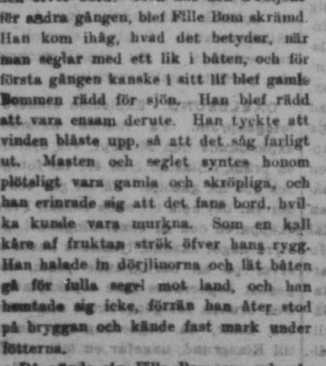 för andra gången, blef Fille Bom skrämd.
Han kom ihåg, hvad det betyder, när
man seglar med ett lik i båten, och för
första gången kanske i sitt lif blef gamle
Bommen rädd för sjön. Han blef rädd
att vara ensam derute. Han tyckte att
vinden blåste upp, så att det såg farligt
ut. Masten och seglet syntes honom
plötsligt vara gamla och skröpliga, och
han erinrade sig att det fans bord, hvil-
ka kunde vara murkna. Som en kall
kåre af fruktan strök öfver hans rygg.
Han halade in dörjlinorna och lät båten
gå för fulla segel mot land, och han
hemtade sig icke, förrän han åter stod
på bryggan och kände fast mark under
fötterna.